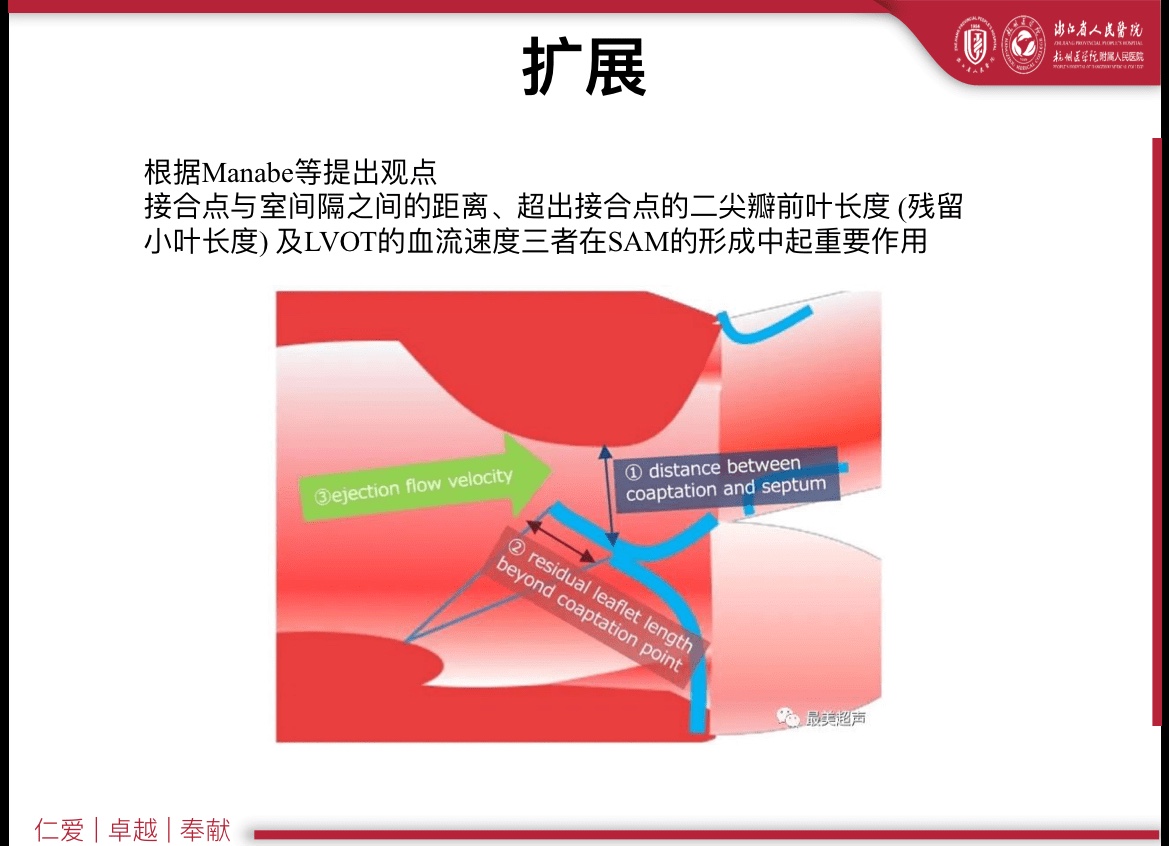 浙江省人民医院
ZHEJIANG PROVINCIAL PEOPLE'S HOSPITAL
杭州医学院附属人民医院
扩展
根据Manabe等提出观点
接合点与室间隔之间的距离、超出接合点的二尖瓣前叶长度 (残留
小叶长度) 及LVOT的血流速度三者在SAM的形成中起重要作用
① distance between
coaptation and septum
③ejection flow velocity
② residual leaflet length
beyond coaptation point
最美超声
仁爱 | 卓越 | 奉献